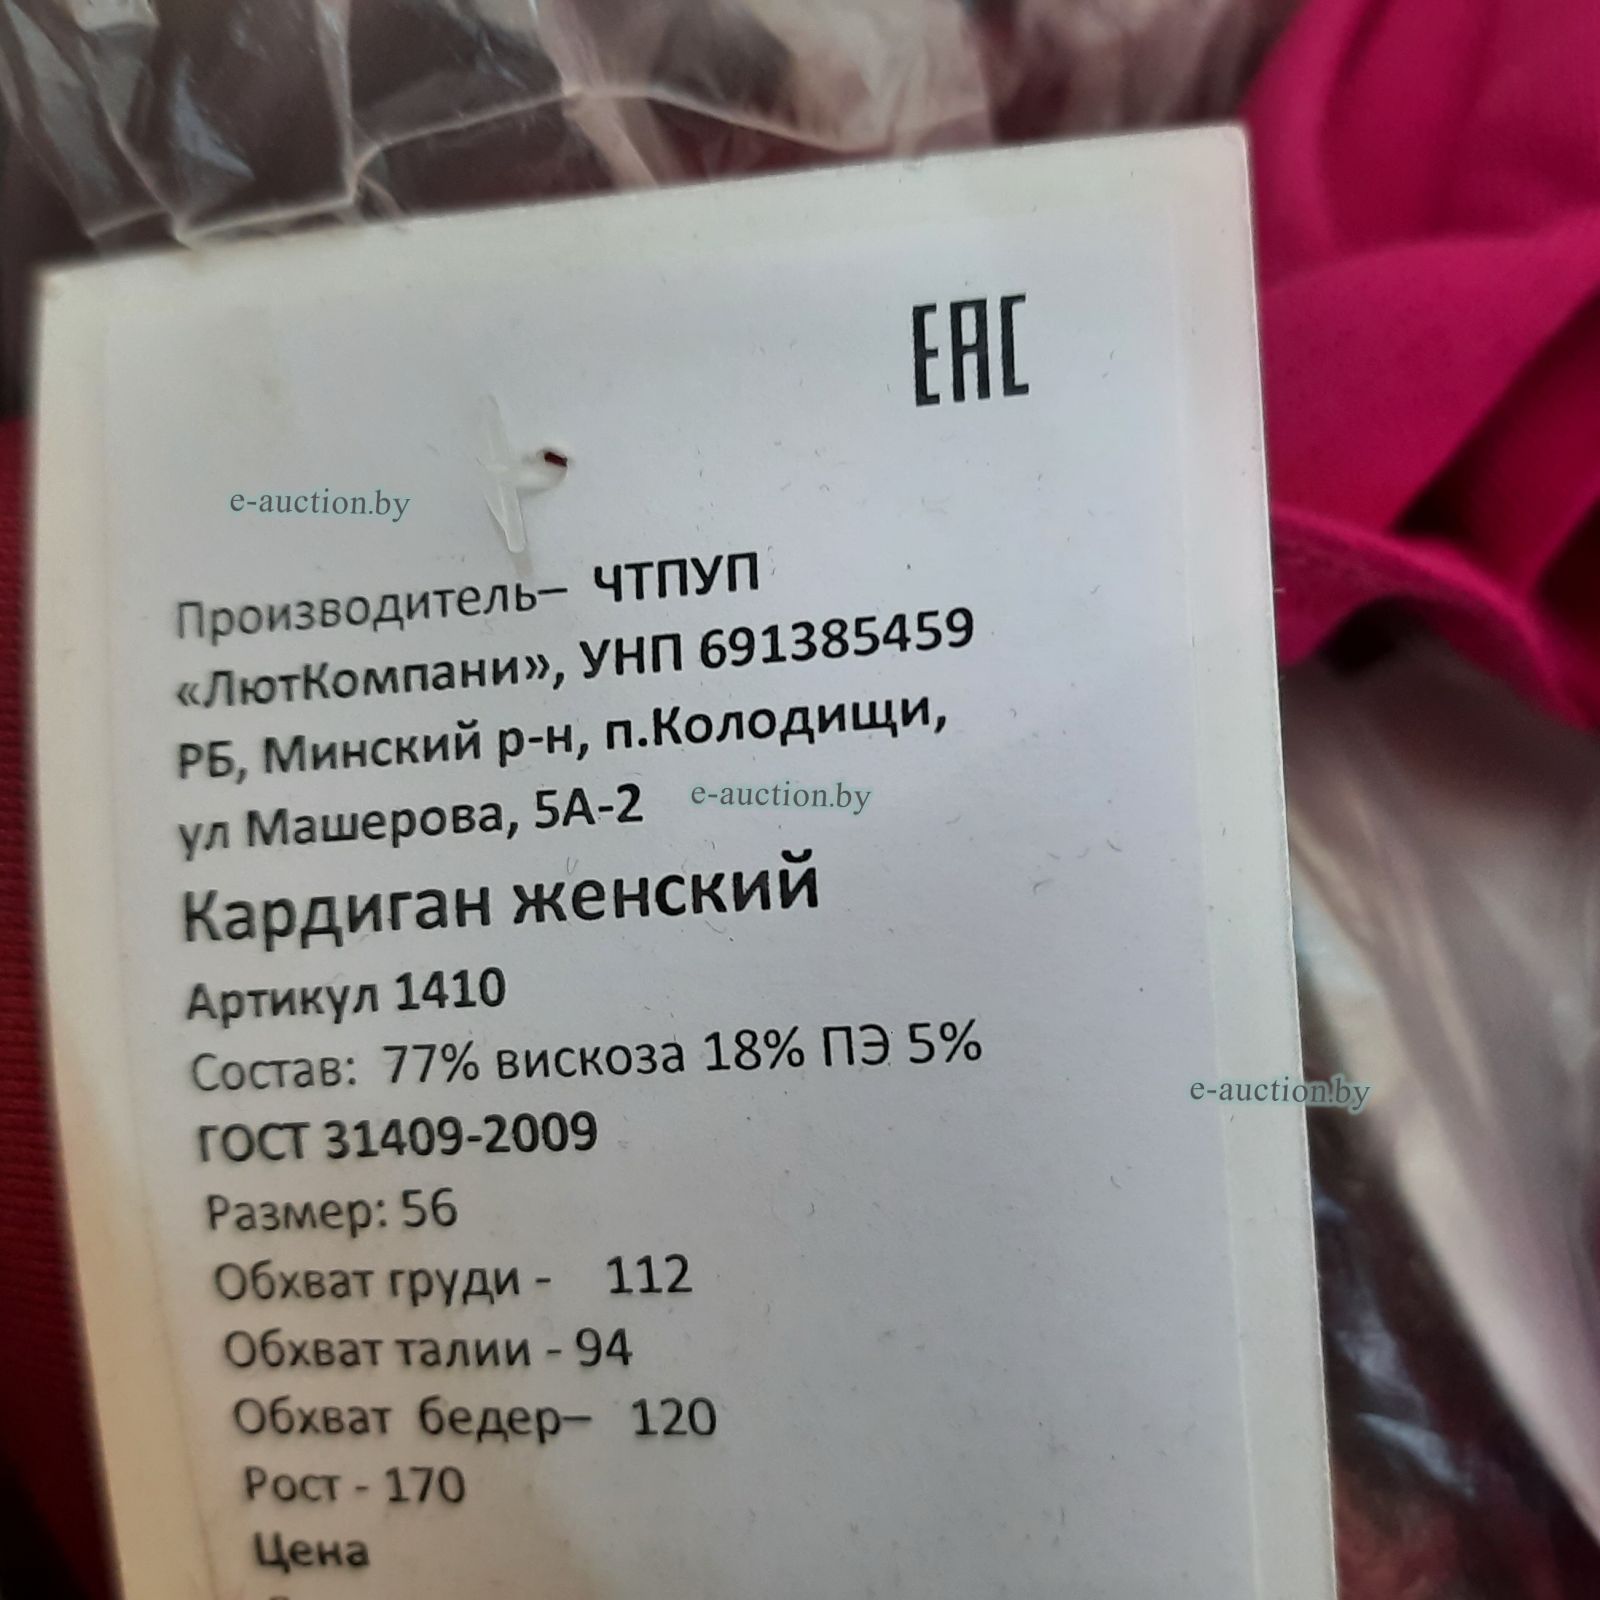 EAC
e-auction.by
Производитель– ЧТПУП
«ЛютКомпани», УНП 691385459
РБ, Минский р-н, п.Колодищи,
ул Машерова, 5А-2
e-auction.by
Кардиган женский
Артикул 1410
Состав: 77% вискоза 18% ПЭ 5%
e-auction.by
ГОСТ 31409-2009
Размер: 56
Обхват груди - 112
Обхват талии - 94
Обхват бедер– 120
Рост - 170
Цена